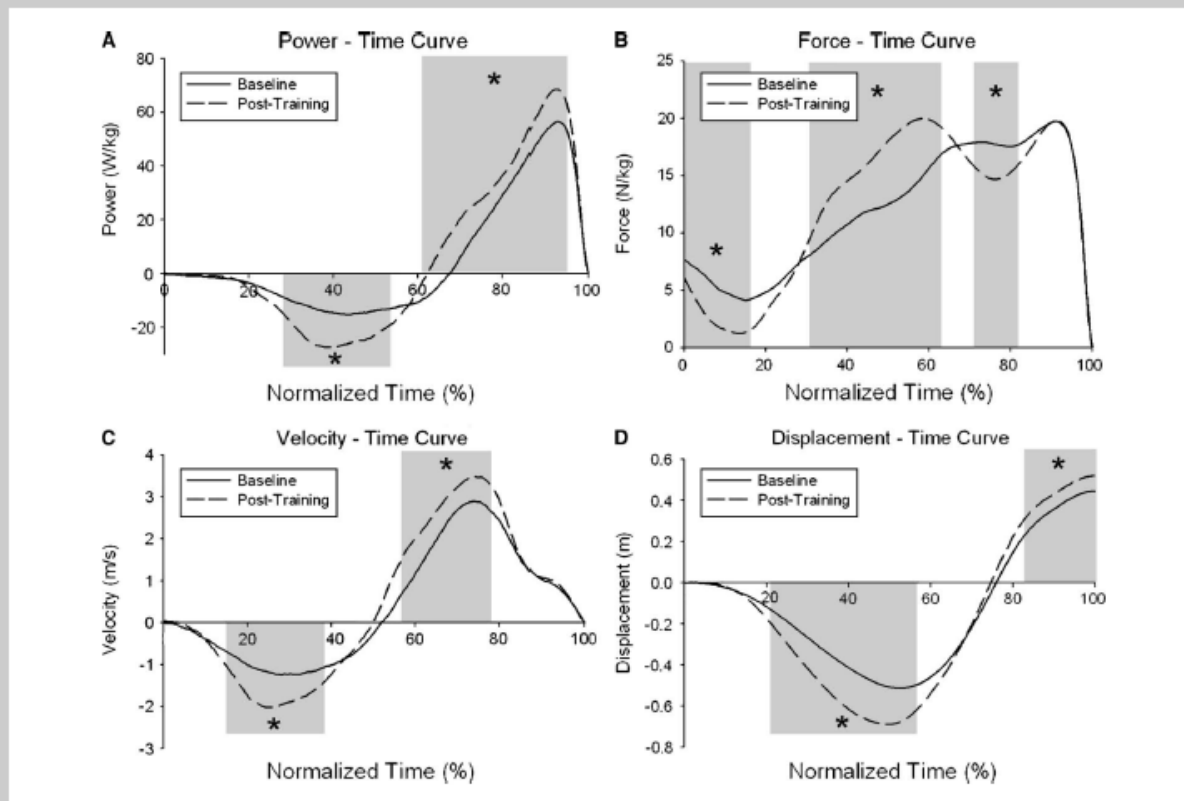 A
Power - Time Curve
80
60
40
20
0
-20
Power (W/kg)
Baseline
Post-Training
*
*
0
20
40
60
80
100
Normalized Time (%)
B
Force - Time Curve
25
20
15
10
5
0
Force (N/kg)
Baseline
Post-Training
*
*
*
0
20
40
60
80
100
Normalized Time (%)
C
Velocity - Time Curve
4
3
2
1
0
-1
-2
-3
Velocity (m/s)
Baseline
Post-Training
*
*
20
40
60
80
100
Normalized Time (%)
D
Displacement - Time Curve
0.6
0.4
0.2
0.0
-0.2
-0.4
-0.6
-0.8
Displacement (m)
Baseline
Post-Training
*
*
20
40
60
80
100
Normalized Time (%)